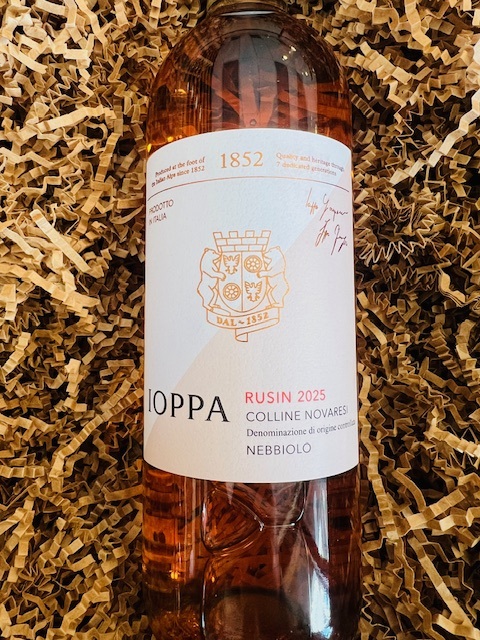 Produced at the foot of
the Italian Alps since 1852
1852
Quality and heritage through
7 dedicated generations
PRODOTTO
IN ITALIA
DAL 1852
IOPPA
RUSIN 2025
COLLINE NOVARESI
Denominazione di origine controllata
NEBBIOLO